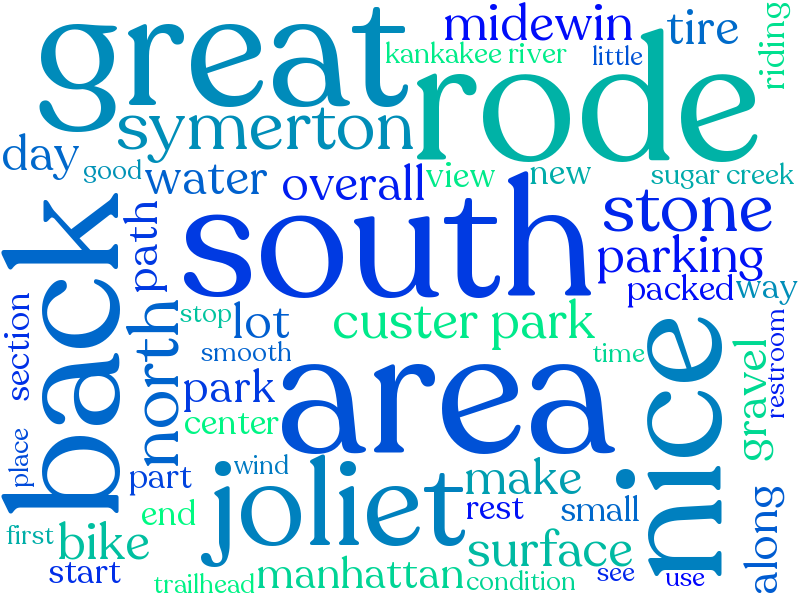 great
midewin
tire
riding
kankakee river
little
rode
symerton
day
good
water
overall
view
new
sugar creek
back
path
south
stone
parking
packed
way
section
north
stop
lot
custer park
smooth
time
nice
gravel
restroom
park
area
center
place
part
wind
joliet
make
rest
small
along
first
bike
end
surface
start
trailhead
manhattan
condition
see
use